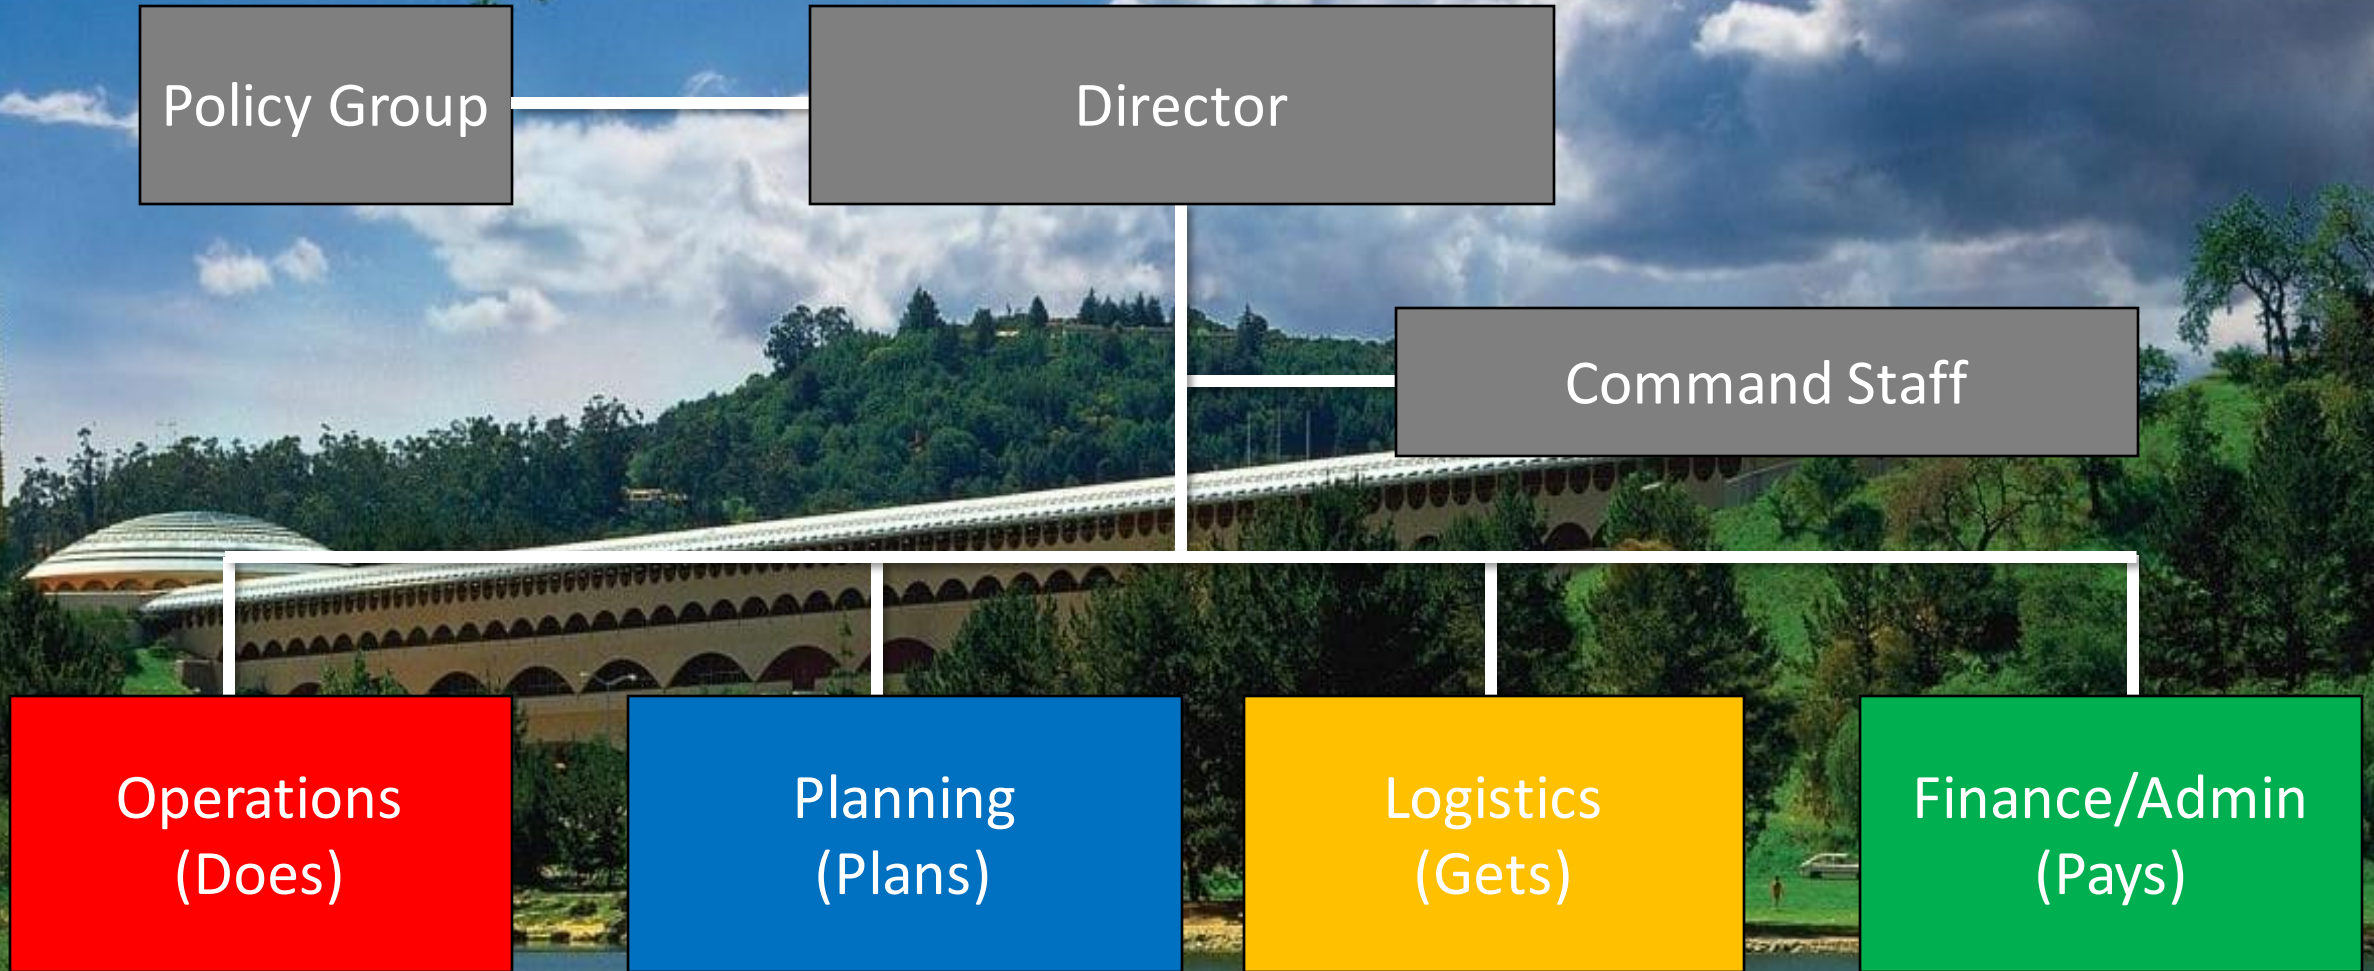 Policy Group
Director
Command Staff
Operations
(Does)
Planning
(Plans)
Logistics
(Gets)
Finance/Admin
(Pays)